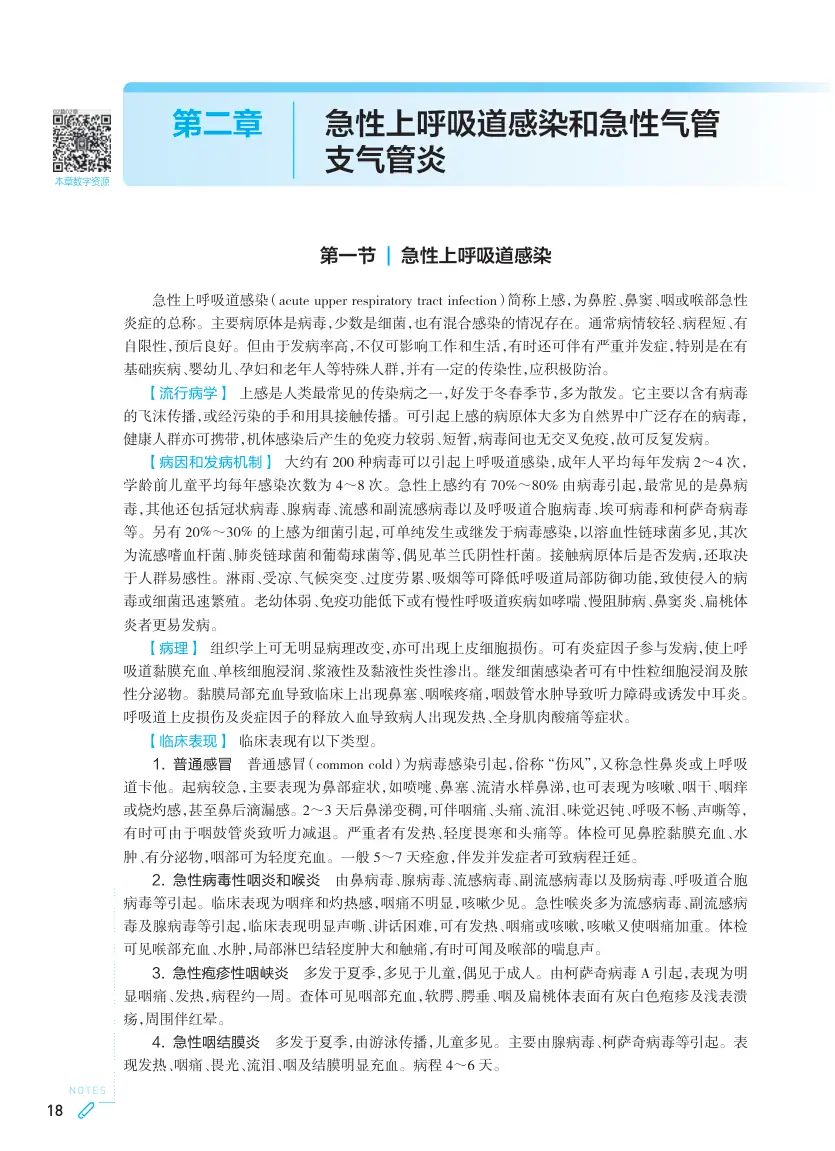 第二章
急性上呼吸道感染和急性气管
支气管炎
本章数字资源
第一节 | 急性上呼吸道感染
急性上呼吸道感染（acute upper respiratory tract infection）简称上感，为鼻腔、鼻窦、咽或喉部急性
炎症的总称。主要病原体是病毒，少数是细菌，也有混合感染的情况存在。通常病情较轻、病程短、有
自限性，预后良好。但由于发病率高，不仅可影响工作和生活，有时还可伴有严重并发症，特别是在有
基础疾病、婴幼儿、孕妇和老年人等特殊人群，并有一定的传染性，应积极防治。
【流行病学】 上感是人类最常见的传染病之一，好发于冬春季节，多为散发。它主要以含有病毒
的飞沫传播，或经污染的手和用具接触传播。可引起上感的病原体大多为自然界中广泛存在的病毒，
健康人群亦可携带，机体感染后产生的免疫力较弱、短暂，病毒间也无交叉免疫，故可反复发病。
【病因和发病机制】 大约有 200 种病毒可以引起上呼吸道感染，成年人平均每年发病 2～4 次，
学龄前儿童平均每年感染次数为 4～8 次。急性上感约有 70%～80% 由病毒引起，最常见的是鼻病
毒，其他还包括冠状病毒、腺病毒、流感和副流感病毒以及呼吸道合胞病毒、埃可病毒和柯萨奇病毒
等。另有 20%～30% 的上感为细菌引起，可单纯发生或继发于病毒感染，以溶血性链球菌多见，其次
为流感嗜血杆菌、肺炎链球菌和葡萄球菌等，偶见革兰氏阴性杆菌。接触病原体后是否发病，还取决
于人群易感性。淋雨、受凉、气候突变、过度劳累、吸烟等可降低呼吸道局部防御功能，致使侵入的病
毒或细菌迅速繁殖。老幼体弱、免疫功能低下或有慢性呼吸道疾病如哮喘、慢阻肺病、鼻窦炎、扁桃体
炎者更易发病。
【病理】 组织学上可无明显病理改变，亦可出现上皮细胞损伤。可有炎症因子参与发病，使上呼
吸道黏膜充血、单核细胞浸润、浆液性及黏液性炎性渗出。继发细菌感染者可有中性粒细胞浸润及脓
性分泌物。黏膜局部充血导致临床上出现鼻塞、咽喉疼痛，咽鼓管水肿导致听力障碍或诱发中耳炎。
呼吸道上皮损伤及炎症因子的释放入血导致病人出现发热、全身肌肉酸痛等症状。
【临床表现】 临床表现有以下类型。
1. 普通感冒 普通感冒（common cold）为病毒感染引起，俗称“伤风”，又称急性鼻炎或上呼吸
道卡他。起病较急，主要表现为鼻部症状，如喷嚏、鼻塞、流清水样鼻涕，也可表现为咳嗽、咽干、咽痒
或烧灼感，甚至鼻后滴漏感。2～3 天后鼻涕变稠，可伴咽痛、头痛、流泪、味觉迟钝、呼吸不畅、声嘶等，
有时可由于咽鼓管炎致听力减退。严重者有发热、轻度畏寒和头痛等。体检可见鼻腔黏膜充血、水
肿、有分泌物，咽部可为轻度充血。一般 5～7 天痊愈，伴发并发症者可致病程迁延。
2. 急性病毒性咽炎和喉炎 由鼻病毒、腺病毒、流感病毒、副流感病毒以及肠病毒、呼吸道合胞
病毒等引起。临床表现为咽痒和灼热感，咽痛不明显，咳嗽少见。急性喉炎多为流感病毒、副流感病
毒及腺病毒等引起，临床表现明显声嘶、讲话困难，可有发热、咽痛或咳嗽，咳嗽又使咽痛加重。体检
可见喉部充血、水肿，局部淋巴结轻度肿大和触痛，有时可闻及喉部的喘息声。
3. 急性疱疹性咽峡炎 多发于夏季，多见于儿童，偶见于成人。由柯萨奇病毒 A 引起，表现为明
显咽痛、发热，病程约一周。查体可见咽部充血，软腭、腭垂、咽及扁桃体表面有灰白色疱疹及浅表溃
疡，周围伴红晕。
4. 急性咽结膜炎 多发于夏季，由游泳传播，儿童多见。主要由腺病毒、柯萨奇病毒等引起。表
现发热、咽痛、畏光、流泪、咽及结膜明显充血。病程 4～6 天。
NOTES
18